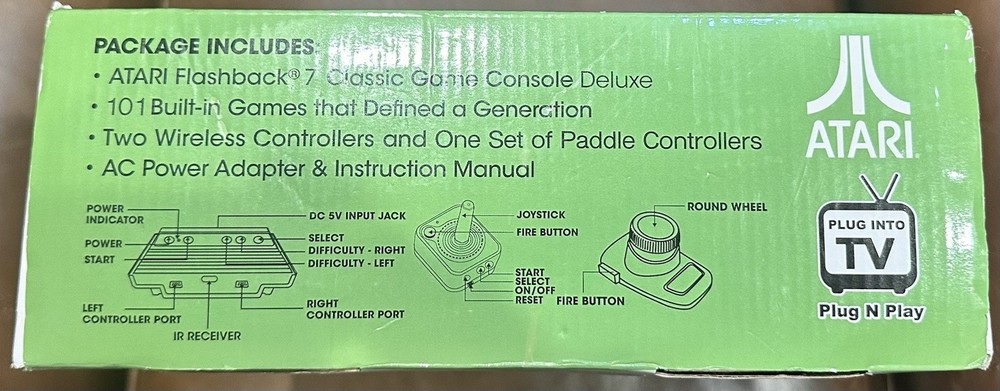 PACKAGE INCLUDES:
• ATARI Flashback® 7 Classic Game Console Deluxe
• 101 Built-in Games that Defined a Generation
• Two Wireless Controllers and One Set of Paddle Controllers
• AC Power Adapter & Instruction Manual
ATARI
POWER
INDICATOR
POWER
START
LEFT
CONTROLLER PORT
IR RECEIVER
DC 5V INPUT JACK
SELECT
DIFFICULTY - RIGHT
DIFFICULTY - LEFT
RIGHT
CONTROLLER PORT
JOYSTICK
FIRE BUTTON
START
SELECT
ON/OFF
RESET
ROUND WHEEL
FIRE BUTTON
PLUG INTO
TV
Plug N Play